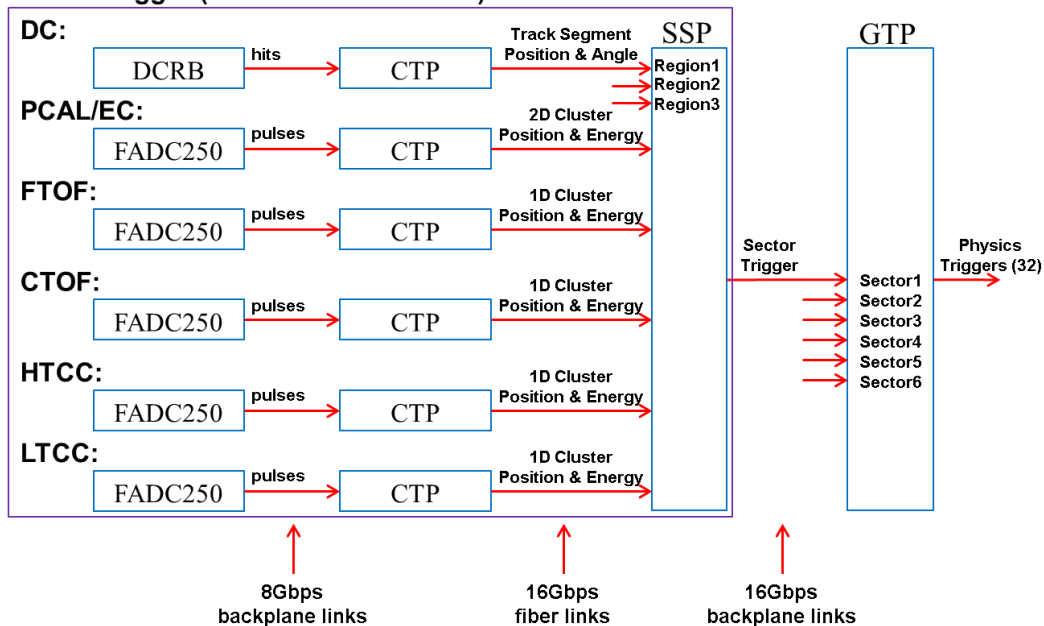 DC:
DCRB
hits
CTP
Track Segment
Position & Angle
SSP
Region1
Region2
Region3
GTP
PCAL/EC:
FADC250
pulses
CTP
2D Cluster
Position & Energy
FTOF:
FADC250
pulses
CTP
1D Cluster
Position & Energy
CTOF:
FADC250
pulses
CTP
1D Cluster
Position & Energy
HTCC:
FADC250
pulses
CTP
1D Cluster
Position & Energy
LTCC:
FADC250
pulses
CTP
1D Cluster
Position & Energy
Sector
Trigger
Sector1
Sector2
Sector3
Sector4
Sector5
Sector6
Physics
Triggers (32)
8Gbps
backplane links
16Gbps
fiber links
16Gbps
backplane links